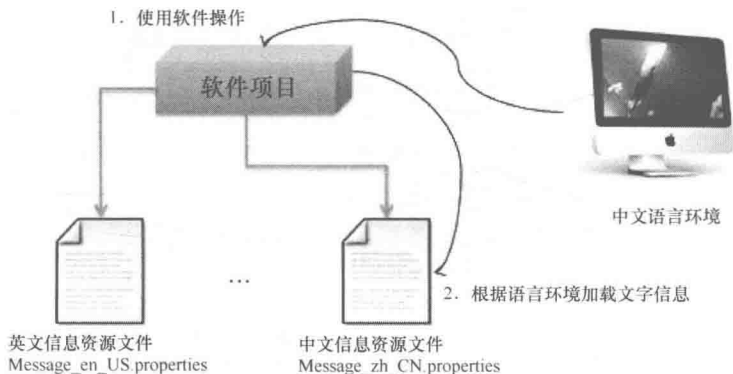 1. 使用软件操作
软件项目
中文语言环境
...
2. 根据语言环境加载文字信息
英文信息资源文件
Message_en_US.properties
中文信息资源文件
Message_zh_CN.properties